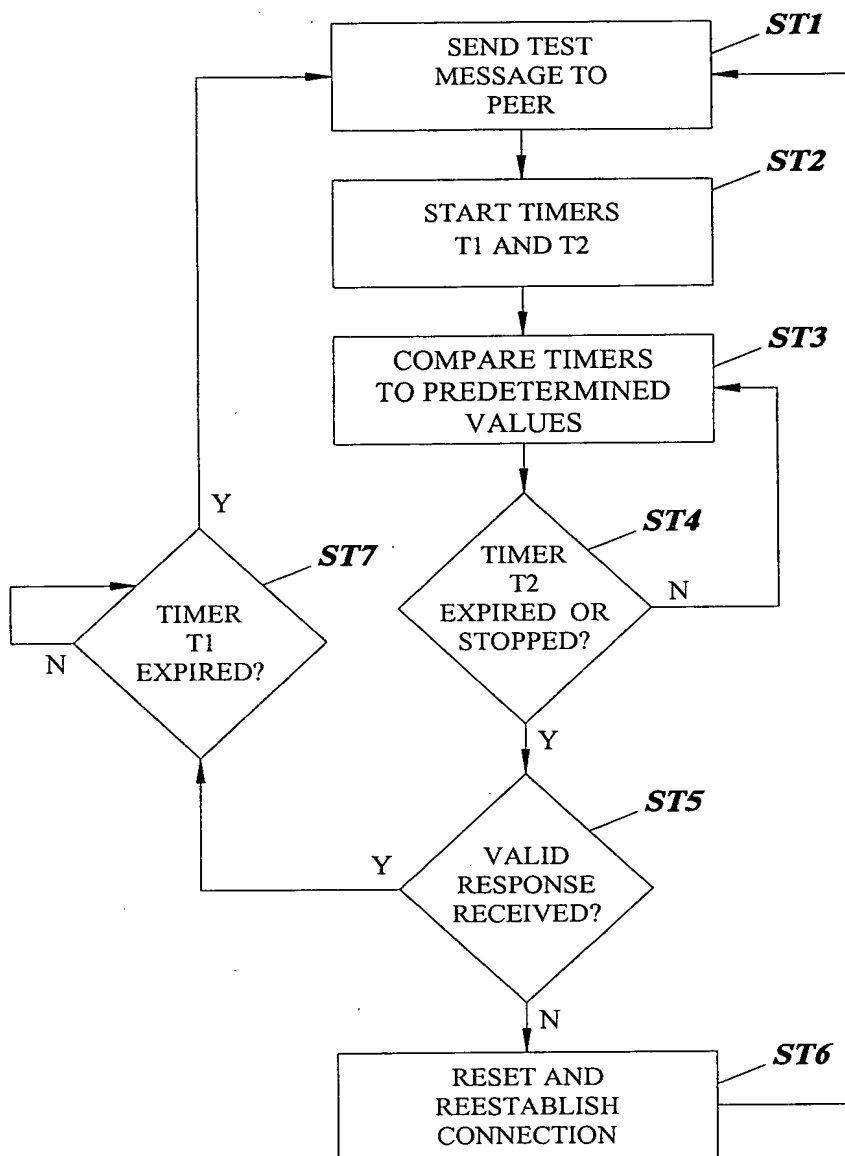 ST1
SEND TEST
MESSAGE TO
PEER
ST2
START TIMERS
T1 AND T2
ST3
COMPARE TIMERS
TO PREDETERMINED
VALUES
Y
ST4
TIMER
T2
EXPIRED OR
STOPPED?
N
ST7
TIMER
T1
EXPIRED?
N
Y
ST5
Y
VALID
RESPONSE
RECEIVED?
N
ST6
RESET AND
REESTABLISH
CONNECTION